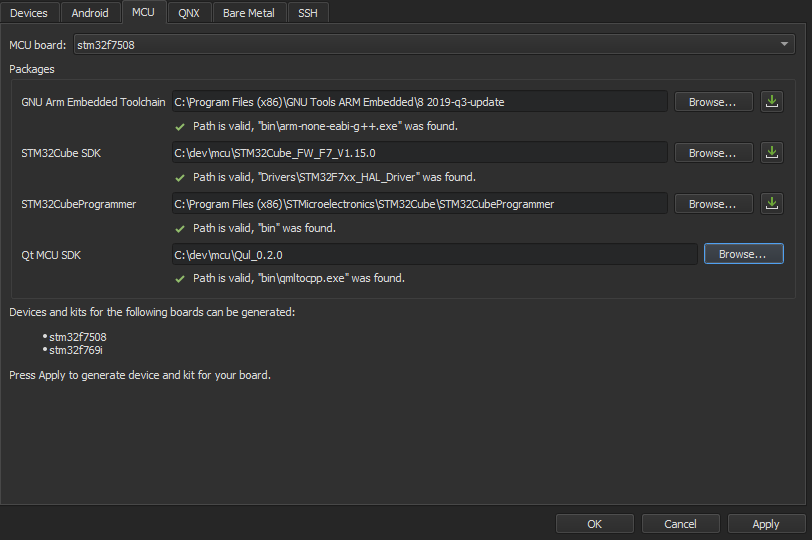 Devices Android MCU QNX Bare Metal SSH
MCU board: stm32f7508
Packages
GNU Arm Embedded Toolchain C:\Program Files (x86)\GNU Tools ARM Embedded\8 2019-q3-update Browse...
Path is valid, "bin\arm-none-eabi-g++.exe" was found.
STM32Cube SDK C:\dev\mcu\STM32Cube_FW_F7_V1.15.0 Browse...
Path is valid, "Drivers\STM32F7xx_HAL_Driver" was found.
STM32CubeProgrammer C:\Program Files (x86)\STMicroelectronics\STM32Cube\STM32CubeProgrammer Browse...
Path is valid, "bin" was found.
Qt MCU SDK C:\dev\mcu\Qul_0.2.0 Browse...
Path is valid, "bin\qmltocpp.exe" was found.
Devices and kits for the following boards can be generated:
• stm32f7508
• stm32f769i
Press Apply to generate device and kit for your board.
OK Cancel Apply